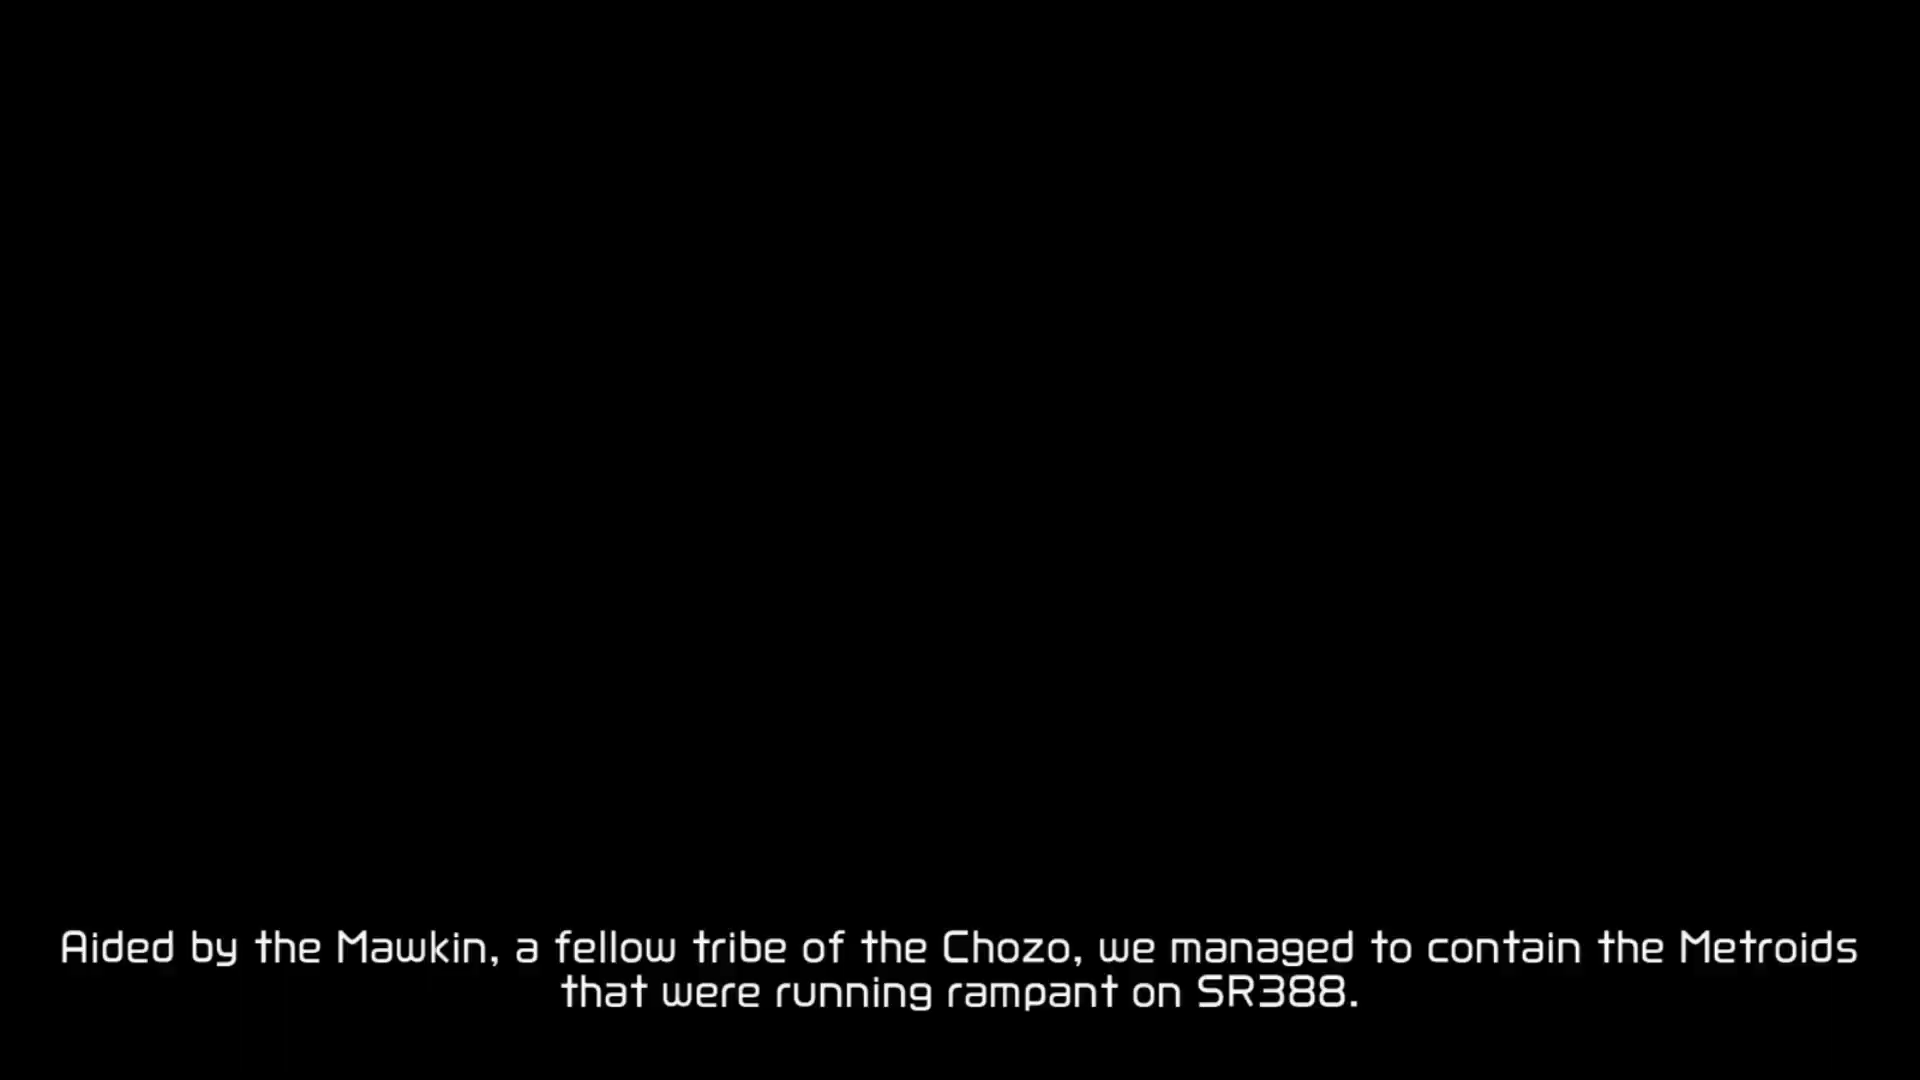 Aided by the Mawkin, a fellow tribe of the Chozo, we managed to contain the Metroids
that were running rampant on SR388.